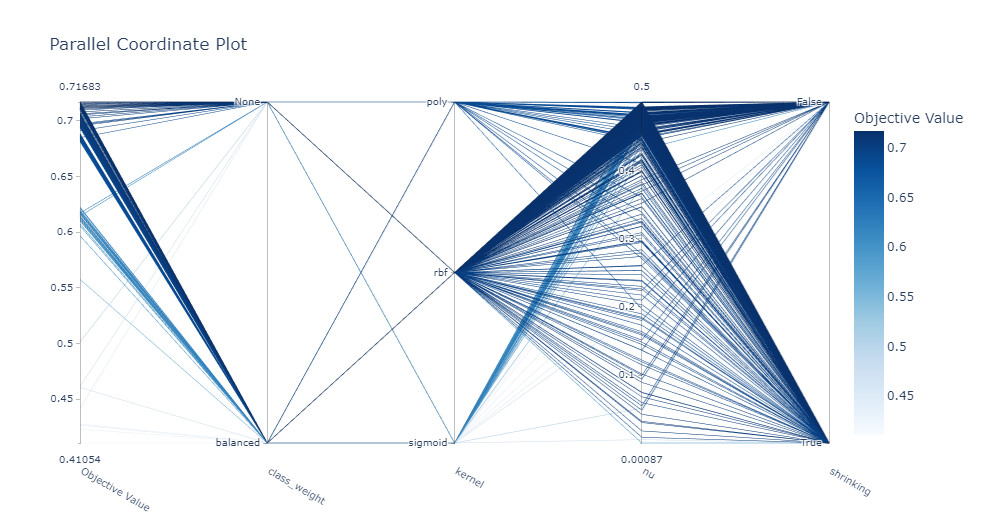 Parallel Coordinate Plot
0.71683
0.5
None
poly
False
Objective Value
0.7
0.7
0.65
0.65
0.4
0.6
0.6
0.3
rbf
0.55
0.55
0.2
0.5
0.5
0.1
0.45
0.45
balanced
sigmoid
True
0.41054
0.00087
Objective Value
class_weight
kernel
nu
shrinking